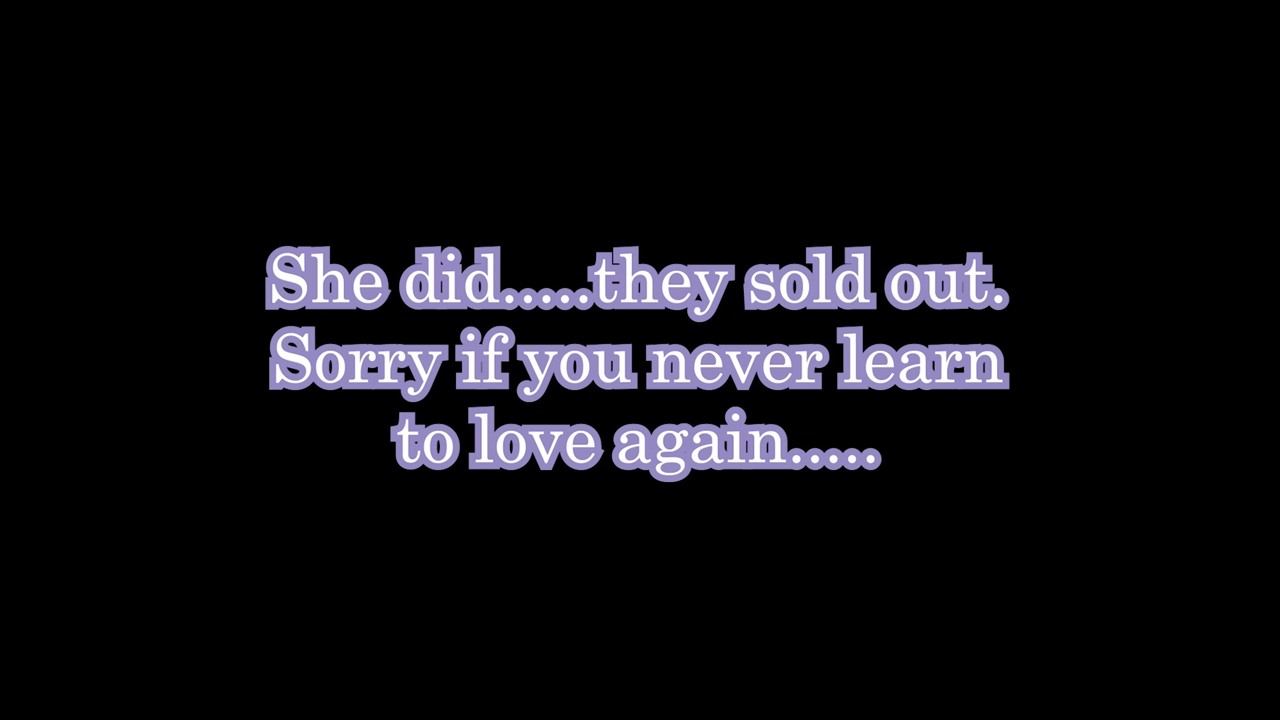 She did.....they sold out.
Sorry if you never learn
to love again.....